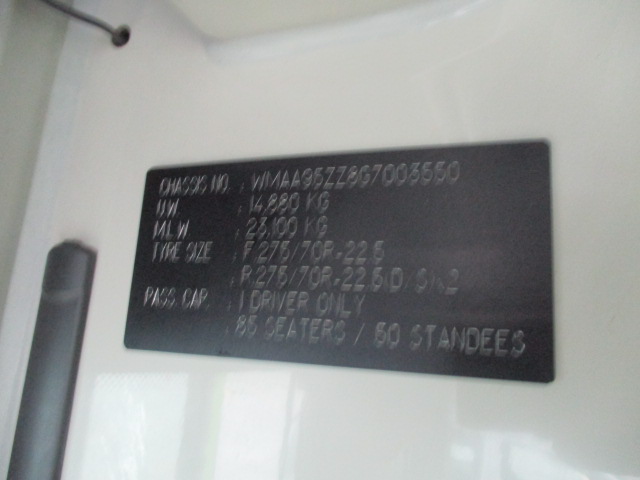 CHASSIS NO. : WMAA95ZZ8G7003550
U.W. : 14,880 KG
M.L.W. : 23,100 KG
TYRE SIZE : F.275/70R-22.5
: R.275/70R-22.5(D/S)x2
PASS. CAP. : 1 DRIVER ONLY
85 SEATERS / 50 STANDEES